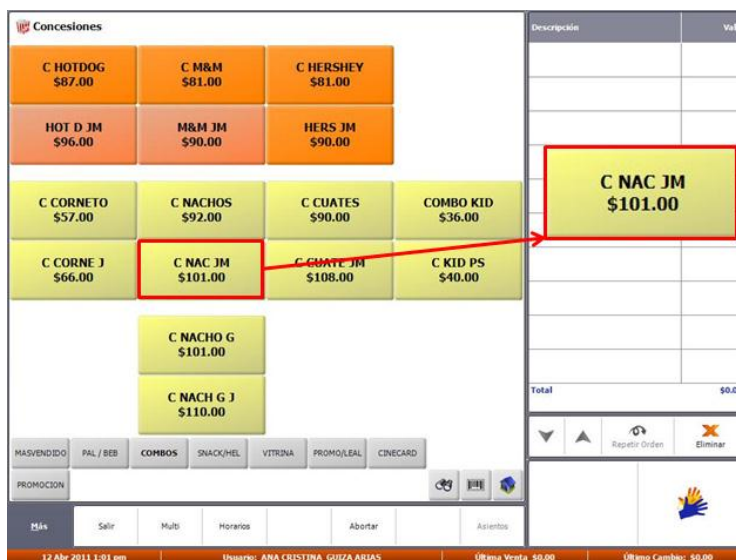 Concesiones
C HOTDOG
$87.00
C M&M
$81.00
C HERSHEY
$81.00
HOT D JM
$96.00
M&M JM
$90.00
HERS JM
$90.00
C CORNETO
$57.00
C NACHOS
$92.00
C CUATES
$90.00
COMBO KID
$36.00
C CORNE J
$66.00
C NAC JM
$101.00
C CUATE JM
$108.00
C KID PS
$40.00
C NACHO G
$101.00
C NACH G J
$110.00
MASVENDIDO PAL / BEB COMBOS SNACK/HEL VITRINA PROMO/LEAL CINECARD
PROMOCION
Descripción Val
C NAC JM
$101.00
Total $0.0
Repetir Orden Eliminar
Más Salir Multi Horarios Abortar Asientos
12 Abr 2011 1:01 pm Usuario: ANA CRISTINA GUIZA ARIAS Última Venta $0.00 Último Cambio: $0.00